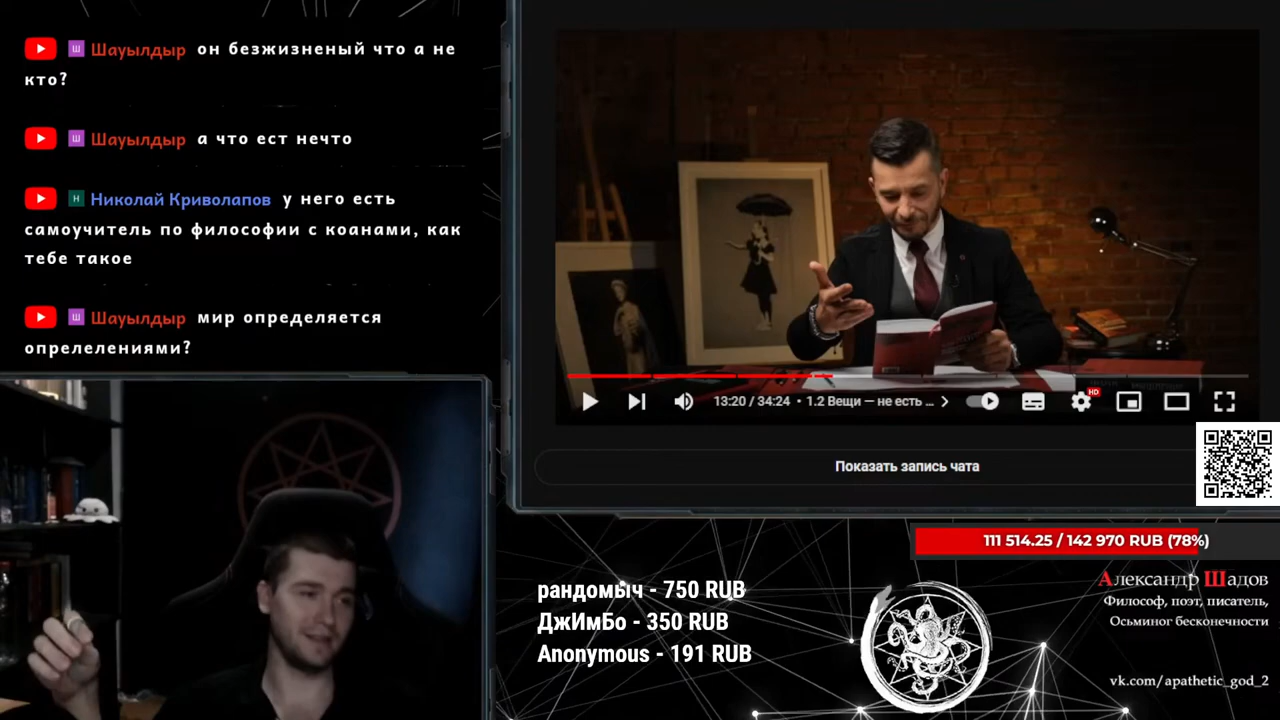 Ш Шауылдыр он безжизненый что а не
кто?
Ш Шауылдыр а что ест нечто
Н Николай Криволапов у него есть
самоучитель по философии с коанами, как
тебе такое
Ш Шауылдыр мир определяется
опрелелениями?
13:20 / 34:24 • 1.2 Вещи — не есть …
HD
Показать запись чата
111 514.25 / 142 970 RUB (78%)
рандомыч - 750 RUB
ДжИмБо - 350 RUB
Anonymous - 191 RUB
Александр Шадов
Философ, поэт, писатель,
Осьминог бесконечности
vk.com/apathetic_god_2